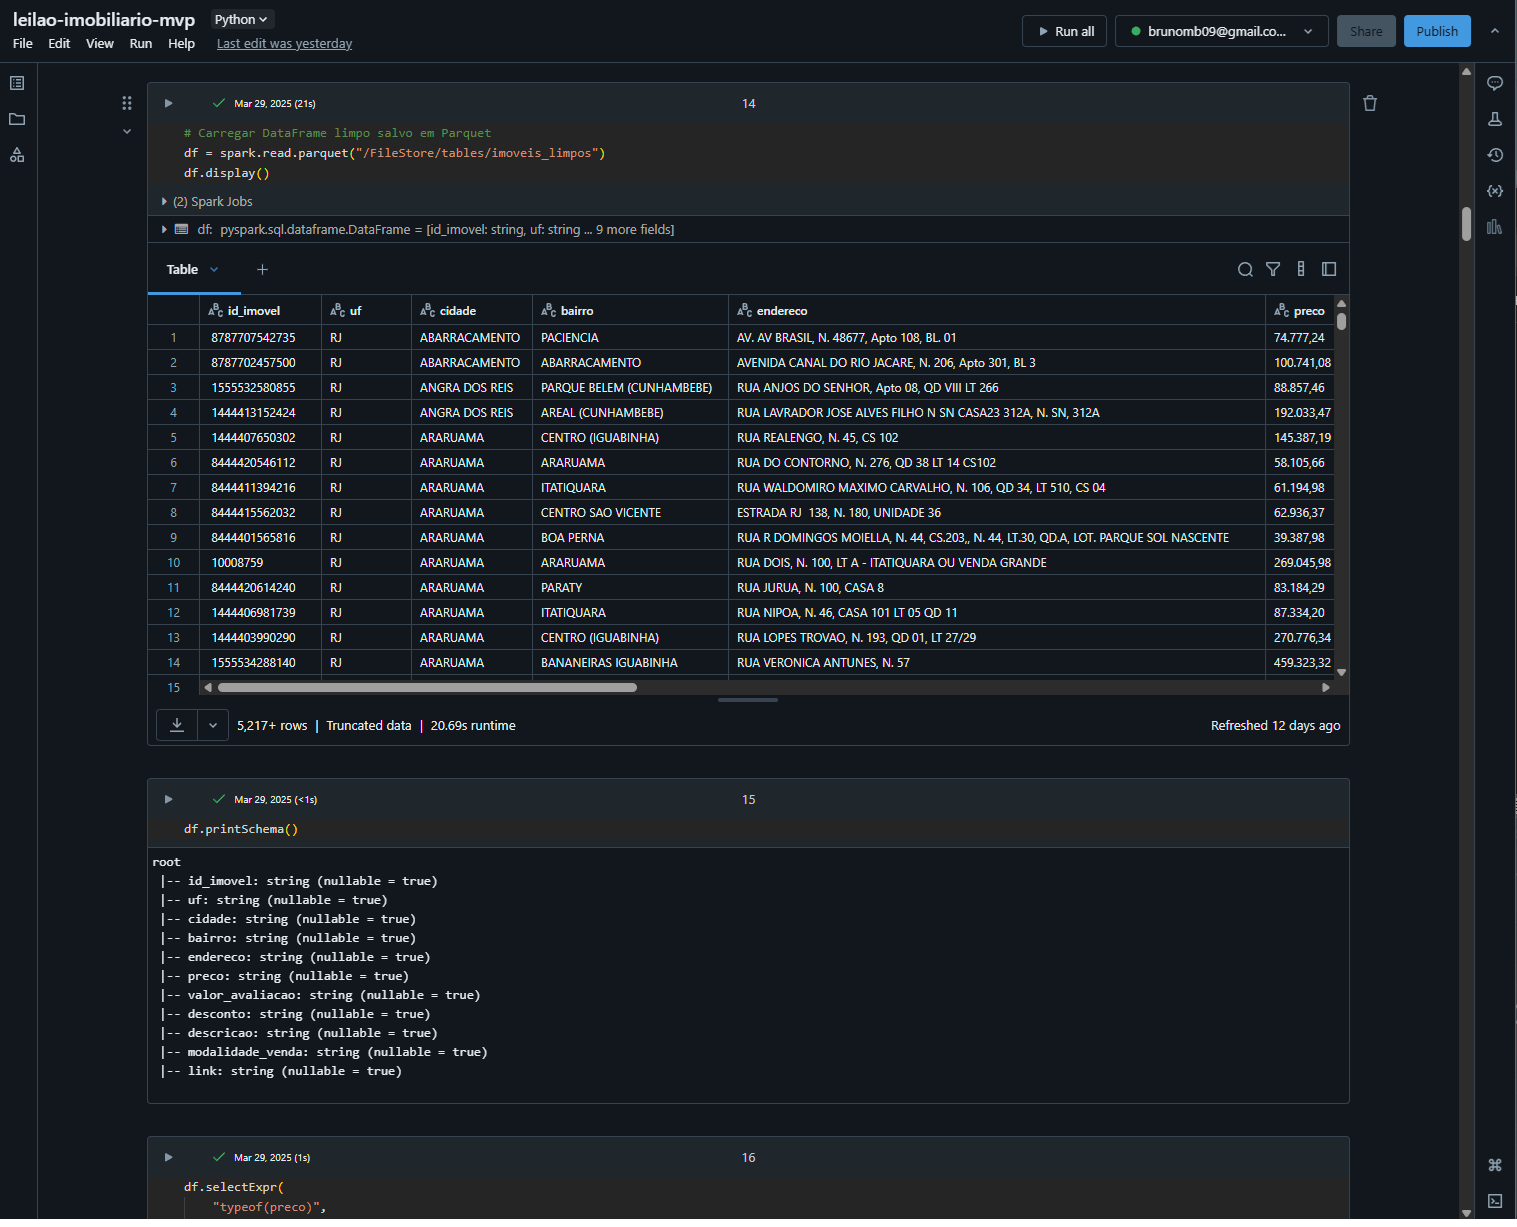 leilao-imobiliario-mvp Python
File Edit View Run Help Last edit was yesterday
Run all brunomb09@gmail.co... Share Publish
Mar 29, 2025 (21s) 14
# Carregar DataFrame limpo salvo em Parquet
df = spark.read.parquet("/FileStore/tables/imoveis_limpos")
df.display()
(2) Spark Jobs
df: pyspark.sql.dataframe.DataFrame = [id_imovel: string, uf: string ... 9 more fields]
Table +
id_imovel uf cidade bairro endereco preco
1 8787707542735 RJ ABARRACAMENTO PACIENCIA AV. AV BRASIL, N. 48677, Apto 108, BL. 01 74.777,24
2 8787702457500 RJ ABARRACAMENTO ABARRACAMENTO AVENIDA CANAL DO RIO JACARE, N. 206, Apto 301, BL 3 100.741,08
3 1555532580855 RJ ANGRA DOS REIS PARQUE BELEM (CUNHAMBEBE) RUA ANJOS DO SENHOR, Apto 08, QD VIII LT 266 88.857,46
4 1444413152424 RJ ANGRA DOS REIS AREAL (CUNHAMBEBE) RUA LAVRADOR JOSE ALVES FILHO N SN CASA23 312A, N. SN, 312A 192.033,47
5 1444407650302 RJ ARARUAMA CENTRO (IGUABINHA) RUA REALENGO, N. 45, CS 102 145.387,19
6 8444420546112 RJ ARARUAMA ARARUAMA RUA DO CONTORNO, N. 276, QD 38 LT 14 CS102 58.105,66
7 8444411394216 RJ ARARUAMA ITATIQUARA RUA WALDOMIRO MAXIMO CARVALHO, N. 106, QD 34, LT 510, CS 04 61.194,98
8 8444415562032 RJ ARARUAMA CENTRO SAO VICENTE ESTRADA RJ 138, N. 180, UNIDADE 36 62.936,37
9 8444401565816 RJ ARARUAMA BOA PERNA RUA R DOMINGOS MOIELLA, N. 44, CS.203,, N. 44, LT.30, QD.A, LOT. PARQUE SOL NASCENTE 39.387,98
10 10008759 RJ ARARUAMA ARARUAMA RUA DOIS, N. 100, LT A - ITATIQUARA OU VENDA GRANDE 269.045,98
11 8444420614240 RJ ARARUAMA PARATY RUA JURUA, N. 100, CASA 8 83.184,29
12 1444406981739 RJ ARARUAMA ITATIQUARA RUA NIPOA, N. 46, CASA 101 LT 05 QD 11 87.334,20
13 1444403990290 RJ ARARUAMA CENTRO (IGUABINHA) RUA LOPES TROVAO, N. 193, QD 01, LT 27/29 270.776,34
14 1555534288140 RJ ARARUAMA BANANEIRAS IGUABINHA RUA VERONICA ANTUNES, N. 57 459.323,32
15
5,217+ rows | Truncated data | 20.69s runtime Refreshed 12 days ago
Mar 29, 2025 (<1s) 15
df.printSchema()
root
|-- id_imovel: string (nullable = true)
|-- uf: string (nullable = true)
|-- cidade: string (nullable = true)
|-- bairro: string (nullable = true)
|-- endereco: string (nullable = true)
|-- preco: string (nullable = true)
|-- valor_avaliacao: string (nullable = true)
|-- desconto: string (nullable = true)
|-- descricao: string (nullable = true)
|-- modalidade_venda: string (nullable = true)
|-- link: string (nullable = true)
Mar 29, 2025 (1s) 16
df.selectExpr(
"typeof(preco)",